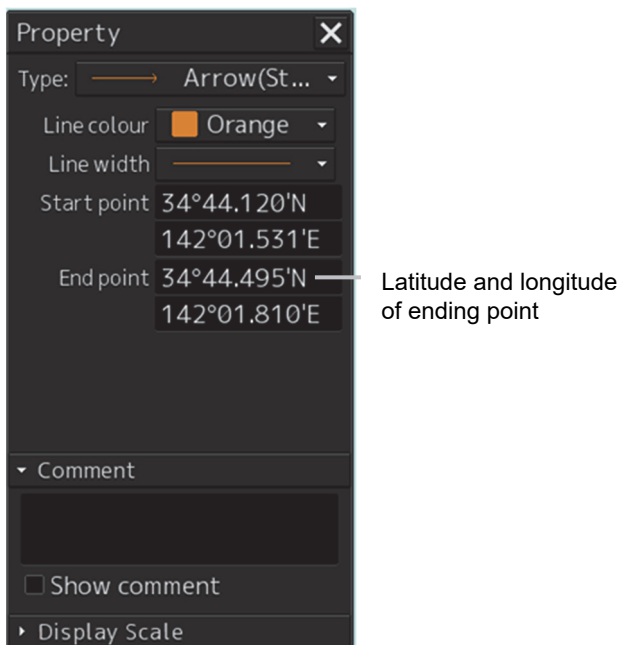 Property
Type: Arrow(St...
Line colour Orange
Line width
Start point 34°44.120'N
142°01.531'E
End point 34°44.495'N
142°01.810'E
Latitude and longitude
of ending point
Comment
Show comment
Display Scale